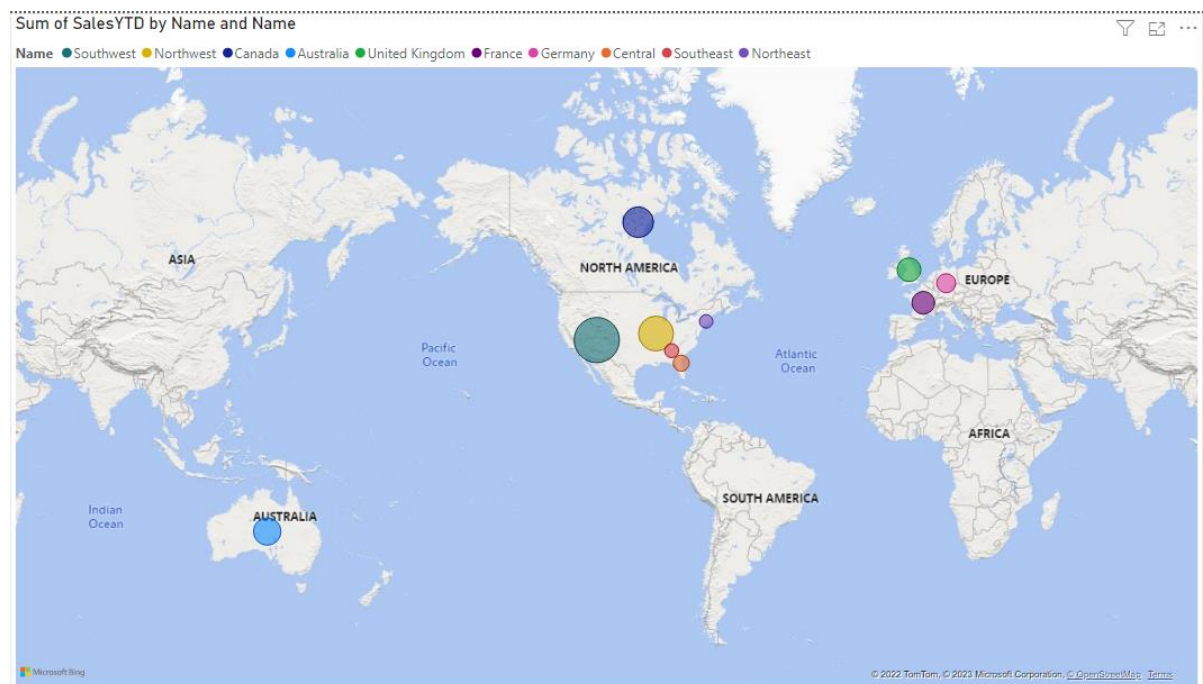 Sum of SalesYTD by Name and Name
Name Southwest Northwest Canada Australia United Kingdom France Germany Central Southeast Northeast
ASIA
NORTH AMERICA
EUROPE
Pacific
Ocean
Atlantic
Ocean
AFRICA
SOUTH AMERICA
Indian
Ocean
AUSTRALIA
Microsoft Bing
© 2022 TomTom, © 2023 Microsoft Corporation, © OpenStreetMap Terms